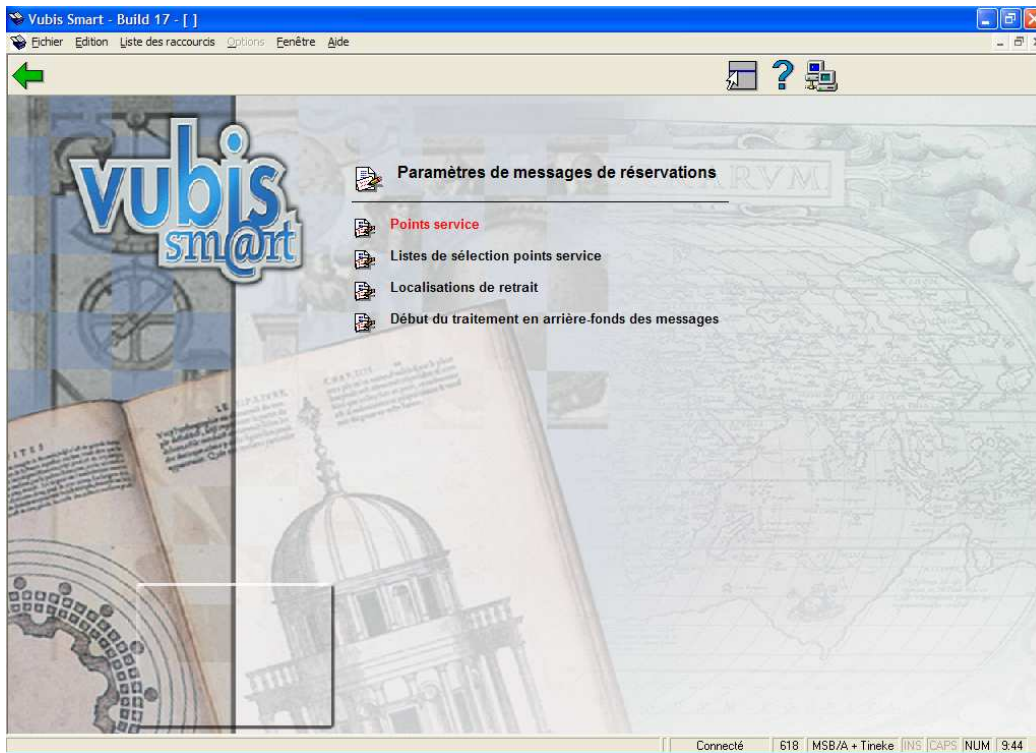 Vubis Smart - Build 17 - [ ]
Fichier Edition Liste des raccourcis Options Fenêtre Aide
vubis
sm@rt
Paramètres de messages de réservations
Points service
Listes de sélection points service
Localisations de retrait
Début du traitement en arrière-fonds des messages
Connecté 618 MSB/A + Tineke INS CAPS NUM 9:44